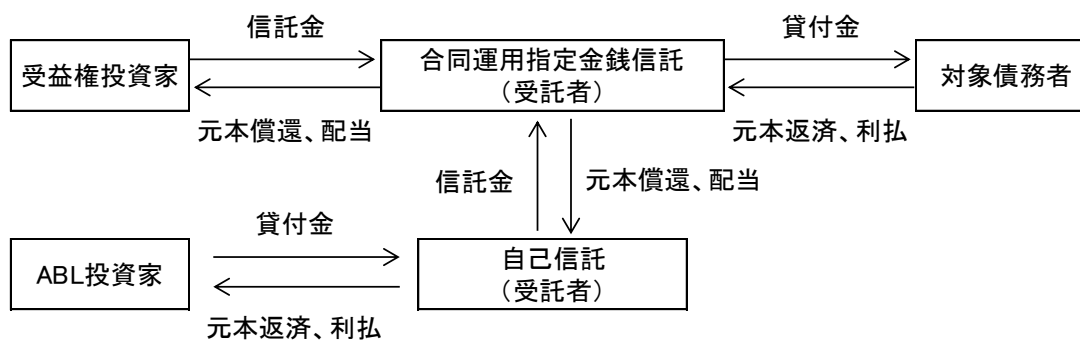 信託金
貸付金
受益権投資家
合同運用指定金銭信託
（受託者）
対象債務者
元本償還、配当
元本返済、利払
信託金
元本償還、配当
貸付金
ABL投資家
自己信託
（受託者）
元本返済、利払